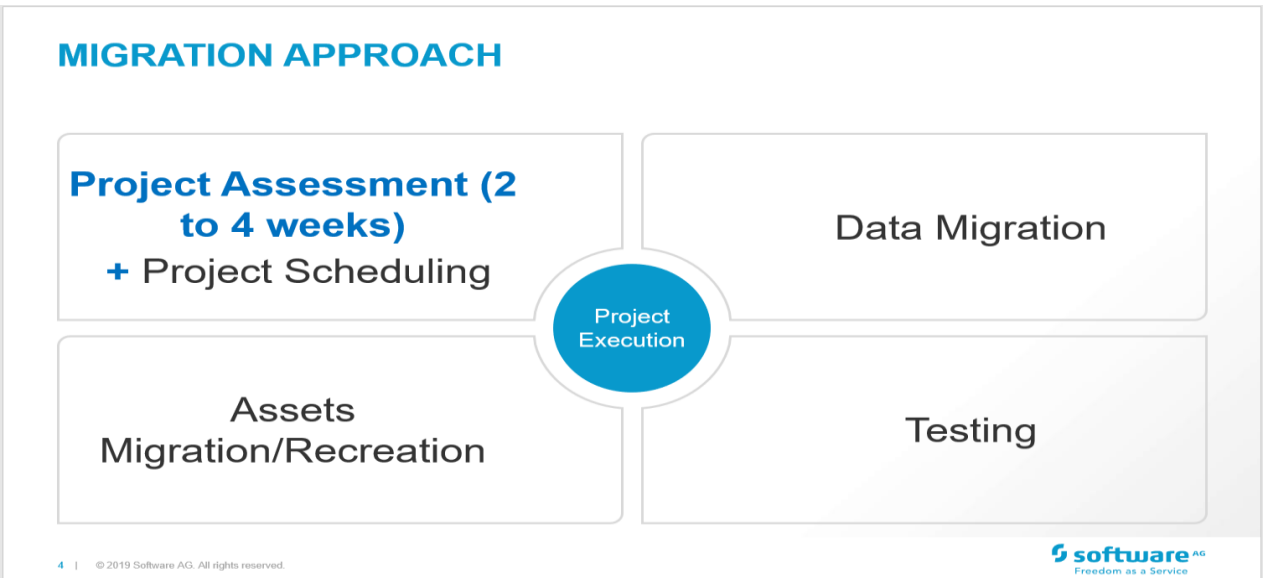 MIGRATION APPROACH
Project Assessment (2
to 4 weeks)
+ Project Scheduling
Data Migration
Project
Execution
Assets
Migration/Recreation
Testing
4 | © 2019 Software AG. All rights reserved.
software AG
Freedom as a Service